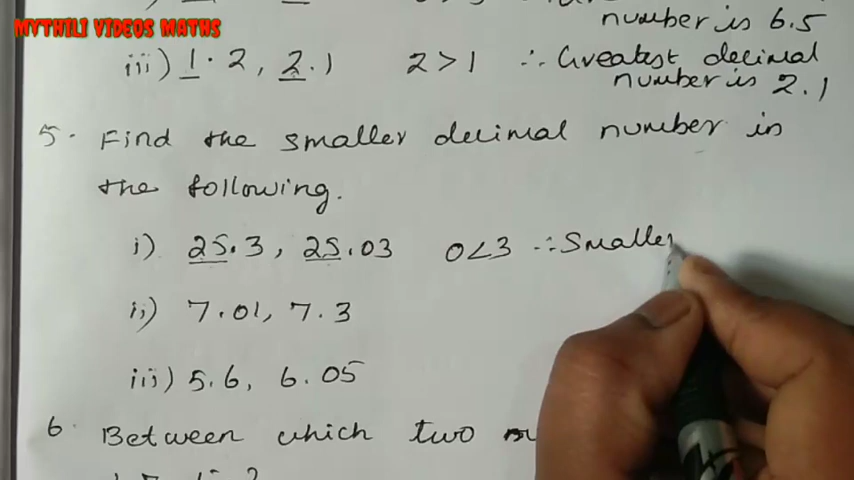 MYTHILI VIDEOS MATHS
number is 6.5
iii) 1.2, 2.1 2>1 ∴ Greatest decimal
number is 2.1
5. Find the smaller decimal number in
the following.
i) 25.3, 25.03 0<3 ∴ Smaller
ii) 7.01, 7.3
iii) 5.6, 6.05
6 Between which two